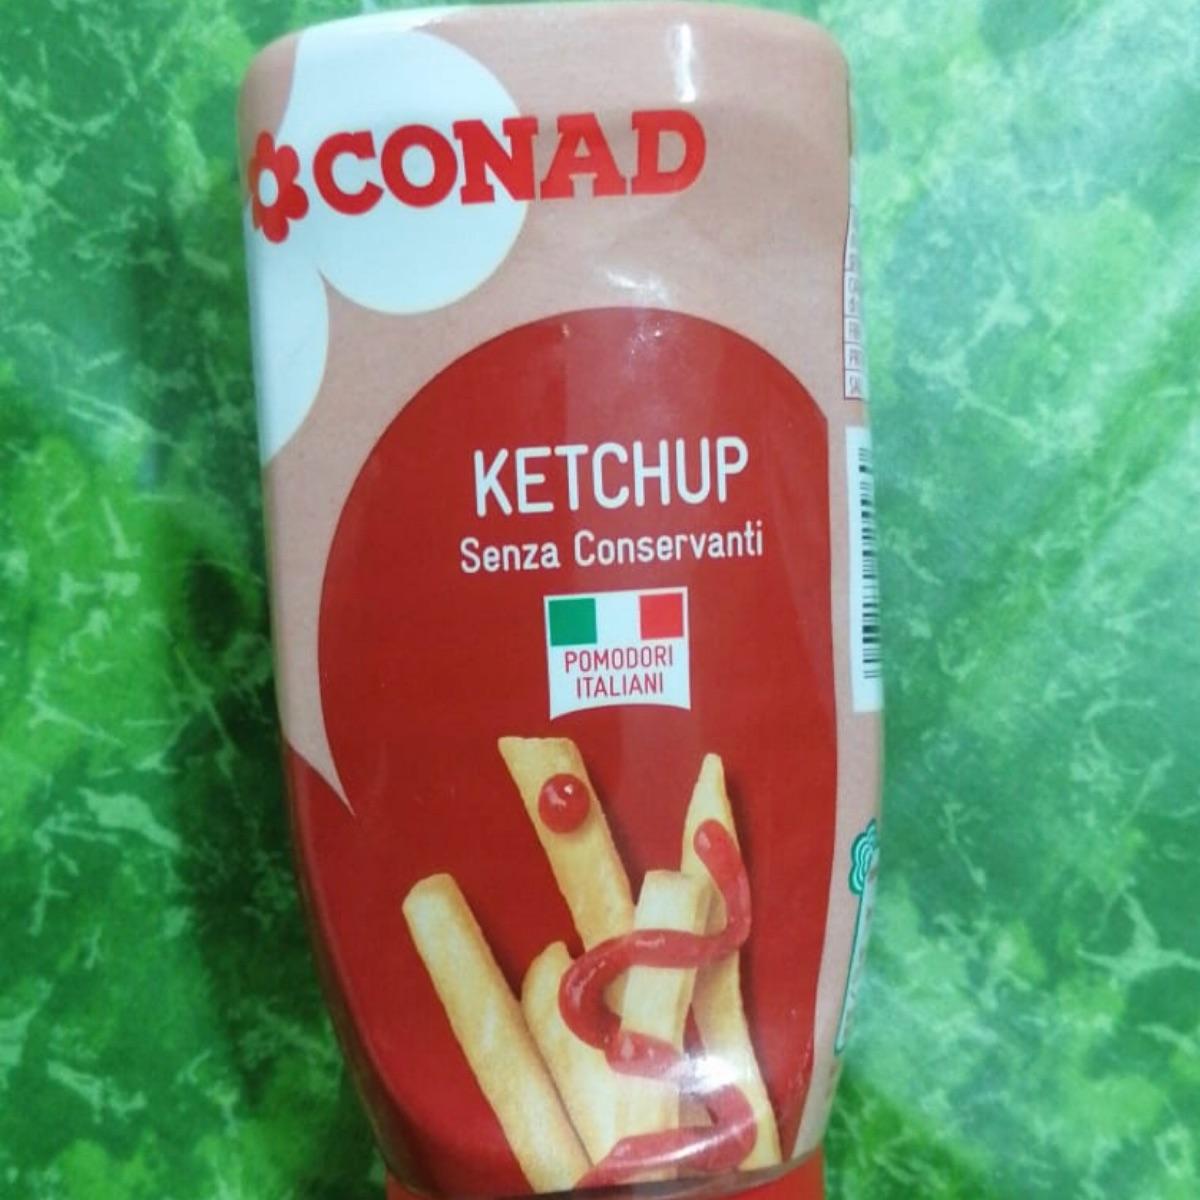 CONAD
KETCHUP
Senza Conservanti
POMODORI
ITALIANI